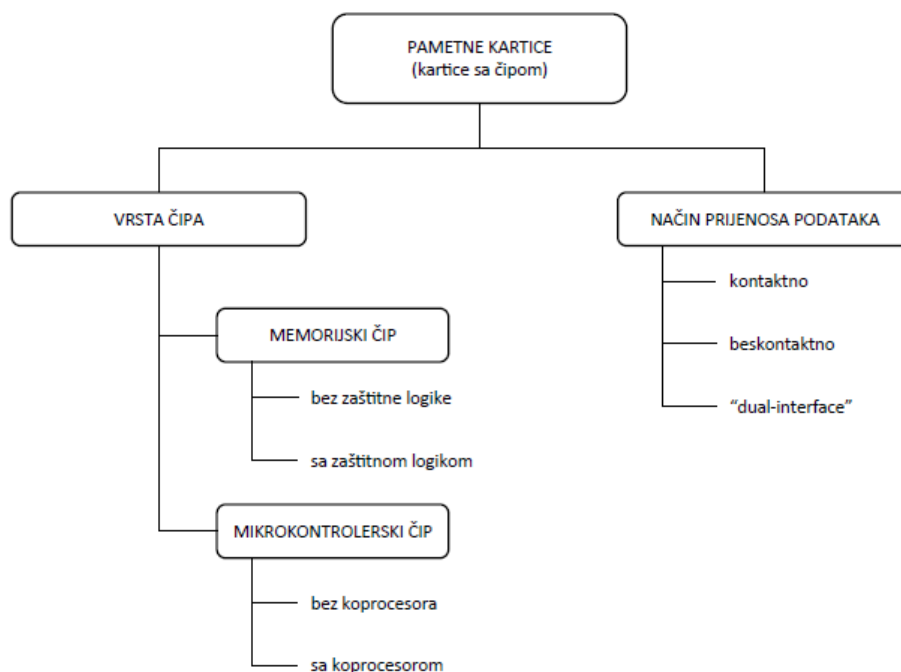 PAMETNE KARTICE
(kartice sa čipom)
VRSTA ČIPA
NAČIN PRIJENOSA PODATAKA
kontaktno
MEMORIJSKI ČIP
beskontaktno
bez zaštitne logike
“dual-interface”
sa zaštitnom logikom
MIKROKONTROLERSKI ČIP
bez koprocesora
sa koprocesorom